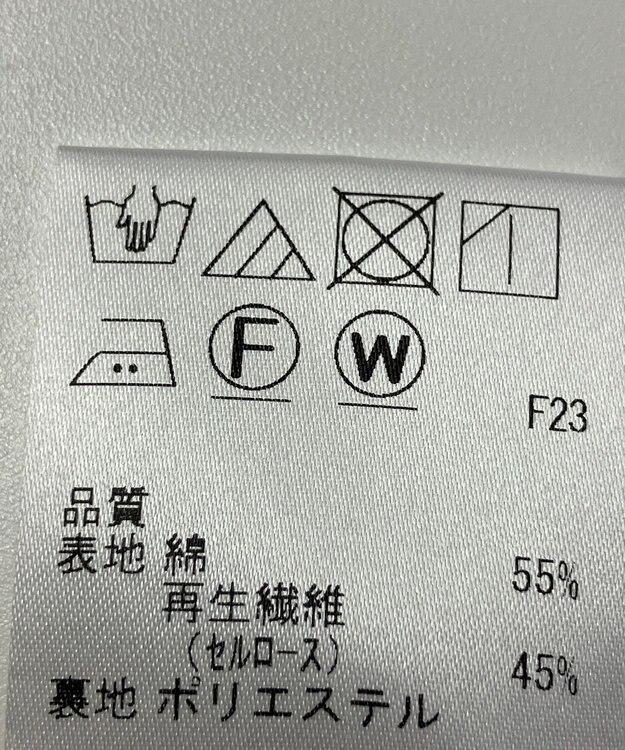 F W
F23
品質
表地 綿 55%
再生繊維
(セルロース) 45%
裏地 ポリエステル